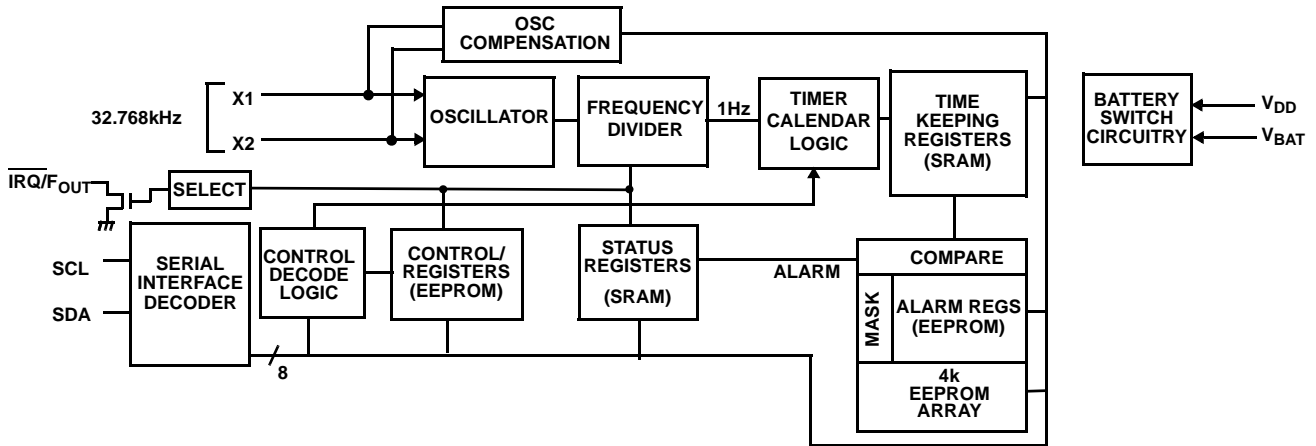 OSC
COMPENSATION
32.768kHz
X1
X2
OSCILLATOR
FREQUENCY
DIVIDER
1Hz
TIMER
CALENDAR
LOGIC
TIME
KEEPING
REGISTERS
(SRAM)
BATTERY
SWITCH
CIRCUITRY
VDD
VBAT
IRQ/FOUT
SELECT
SCL
SDA
SERIAL
INTERFACE
DECODER
CONTROL
DECODE
LOGIC
CONTROL/
REGISTERS
(EEPROM)
STATUS
REGISTERS
(SRAM)
ALARM
COMPARE
MASK
ALARM REGS
(EEPROM)
4k
EEPROM
ARRAY
8